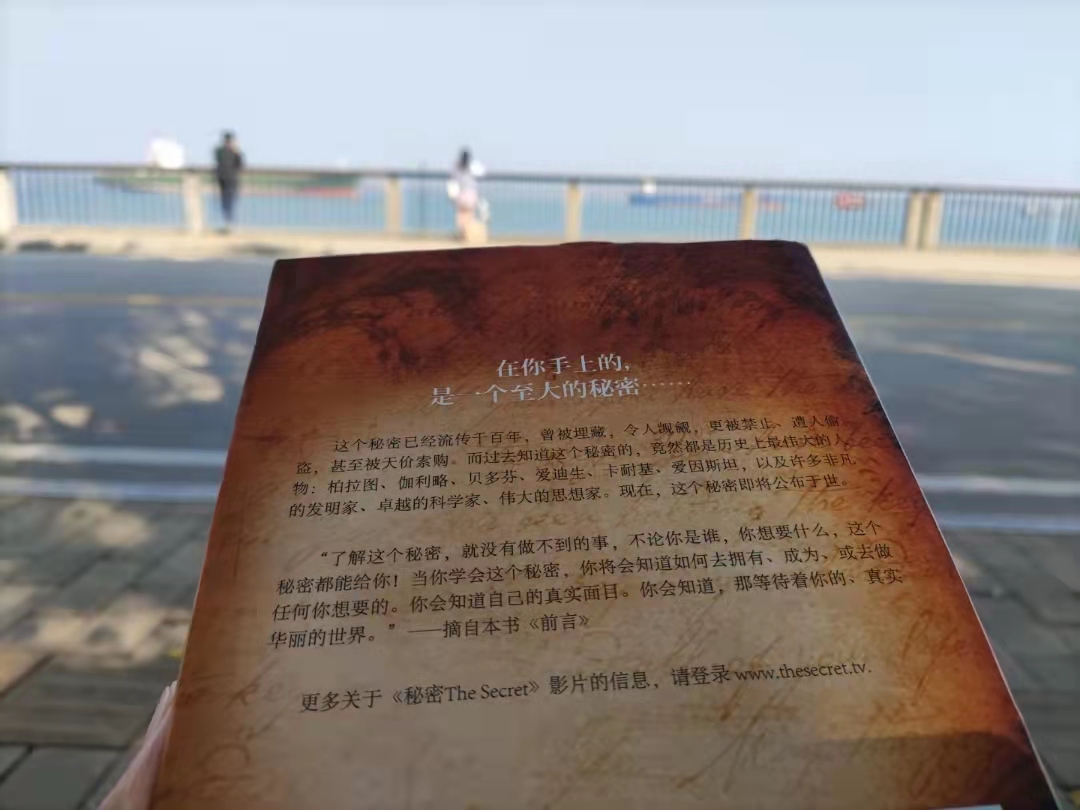 在你手上的，
是一个至大的秘密……
这个秘密已经流传千百年，曾被埋藏，令人觊觎，更被禁止、遭人偷
盗，甚至被天价索购。而过去知道这个秘密的，竟然都是历史上最伟大的人
物：柏拉图、伽利略、贝多芬、爱迪生、卡耐基、爱因斯坦，以及许多非凡
的发明家、卓越的科学家、伟大的思想家。现在，这个秘密即将公布于世。
“了解这个秘密，就没有做不到的事，不论你是谁，你想要什么，这个
秘密都能给你！当你学会这个秘密，你将会知道如何去拥有、成为、或去做
任何你想要的。你会知道自己的真实面目。你会知道，那等待着你的、真实
华丽的世界。”——摘自本书《前言》
更多关于《秘密The Secret》影片的信息，请登录www.thesecret.tv.